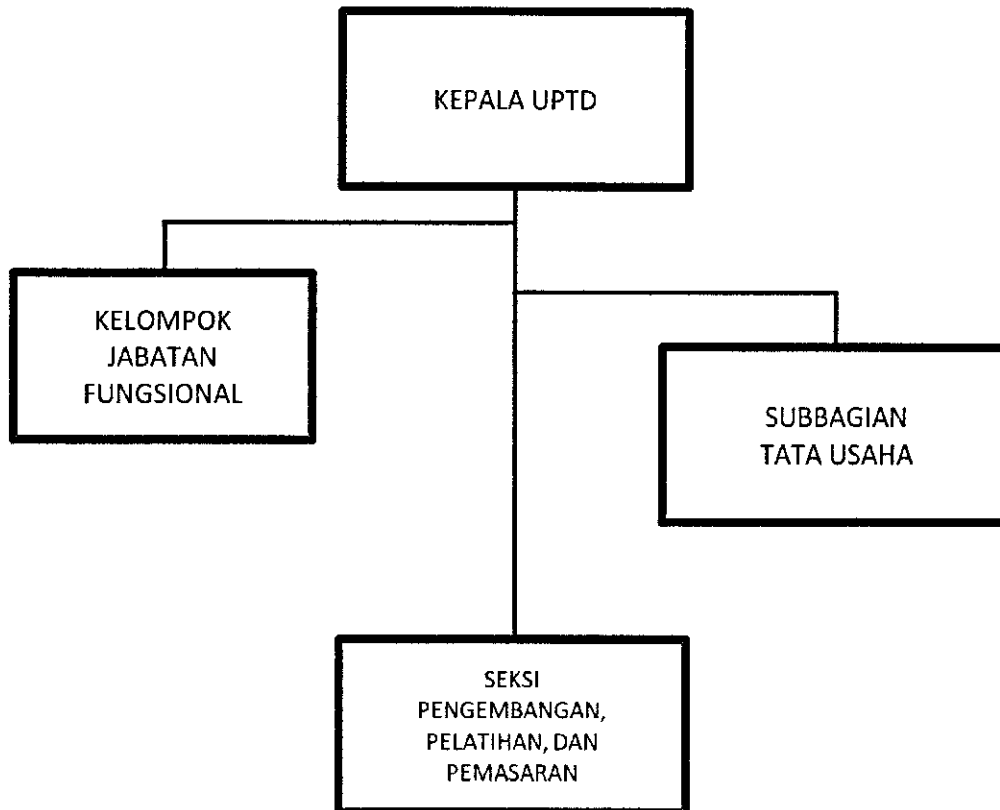 KEPALA UPTD
KELOMPOK
JABATAN
FUNGSIONAL
SUBBAGIAN
TATA USAHA
SEKSI
PENGEMBANGAN,
PELATIHAN, DAN
PEMASARAN